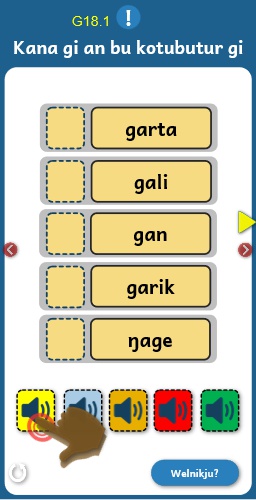 G18.1 !
Kana gi an bu kotubutur gi
garta
gali
gan
garik
ŋage
Welnikju?